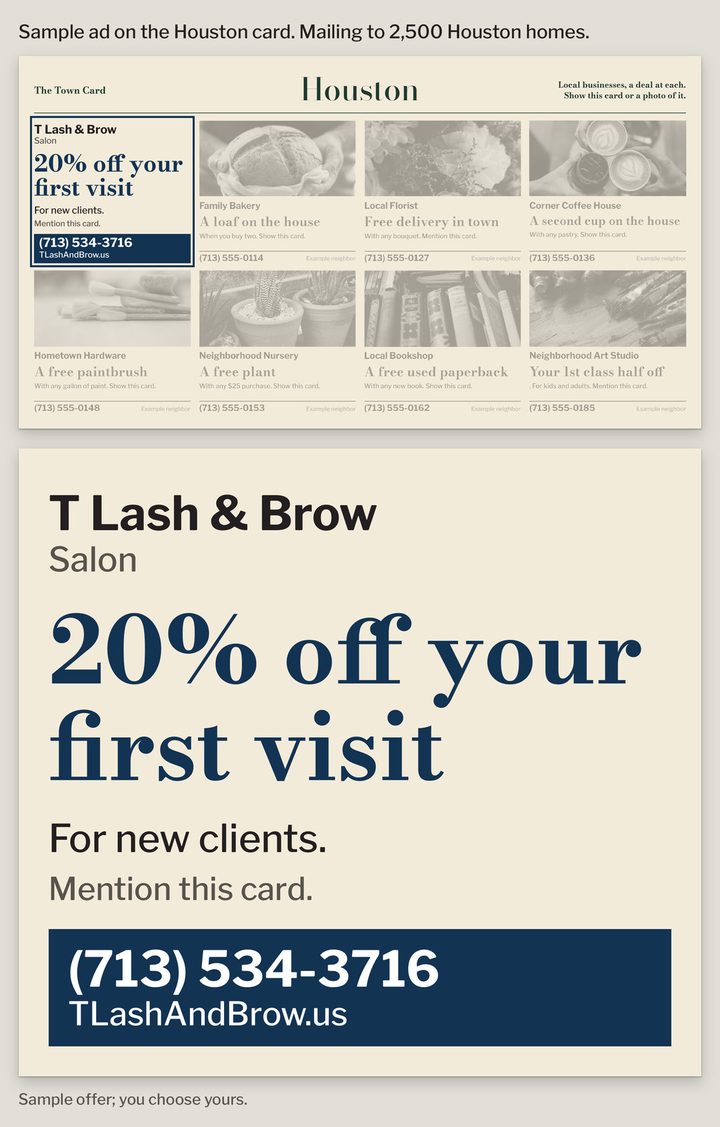 Sample ad on the Houston card. Mailing to 2,500 Houston homes.
The Town Card
Houston
Local businesses, a deal at each.
Show this card or a photo of it.
T Lash & Brow
Salon
20% off your
first visit
For new clients.
Mention this card.
(713) 534-3716
TLashAndBrow.us
Family Bakery
A loaf on the house
When you buy two. Show this card.
(713) 555-0114 Example neighbor
Local Florist
Free delivery in town
With any bouquet. Mention this card.
(713) 555-0127 Example neighbor
Corner Coffee House
A second cup on the house
With any pastry. Show this card.
(713) 555-0136 Example neighbor
Hometown Hardware
A free paintbrush
With any gallon of paint. Show this card.
(713) 555-0148 Example neighbor
Neighborhood Nursery
A free plant
With any $25 purchase. Show this card.
(713) 555-0153 Example neighbor
Local Bookshop
A free used paperback
With any new book. Show this card.
(713) 555-0162 Example neighbor
Neighborhood Art Studio
Your 1st class half off
For kids and adults. Mention this card.
(713) 555-0185 Example neighbor
T Lash & Brow
Salon
20% off your
first visit
For new clients.
Mention this card.
(713) 534-3716
TLashAndBrow.us
Sample offer; you choose yours.